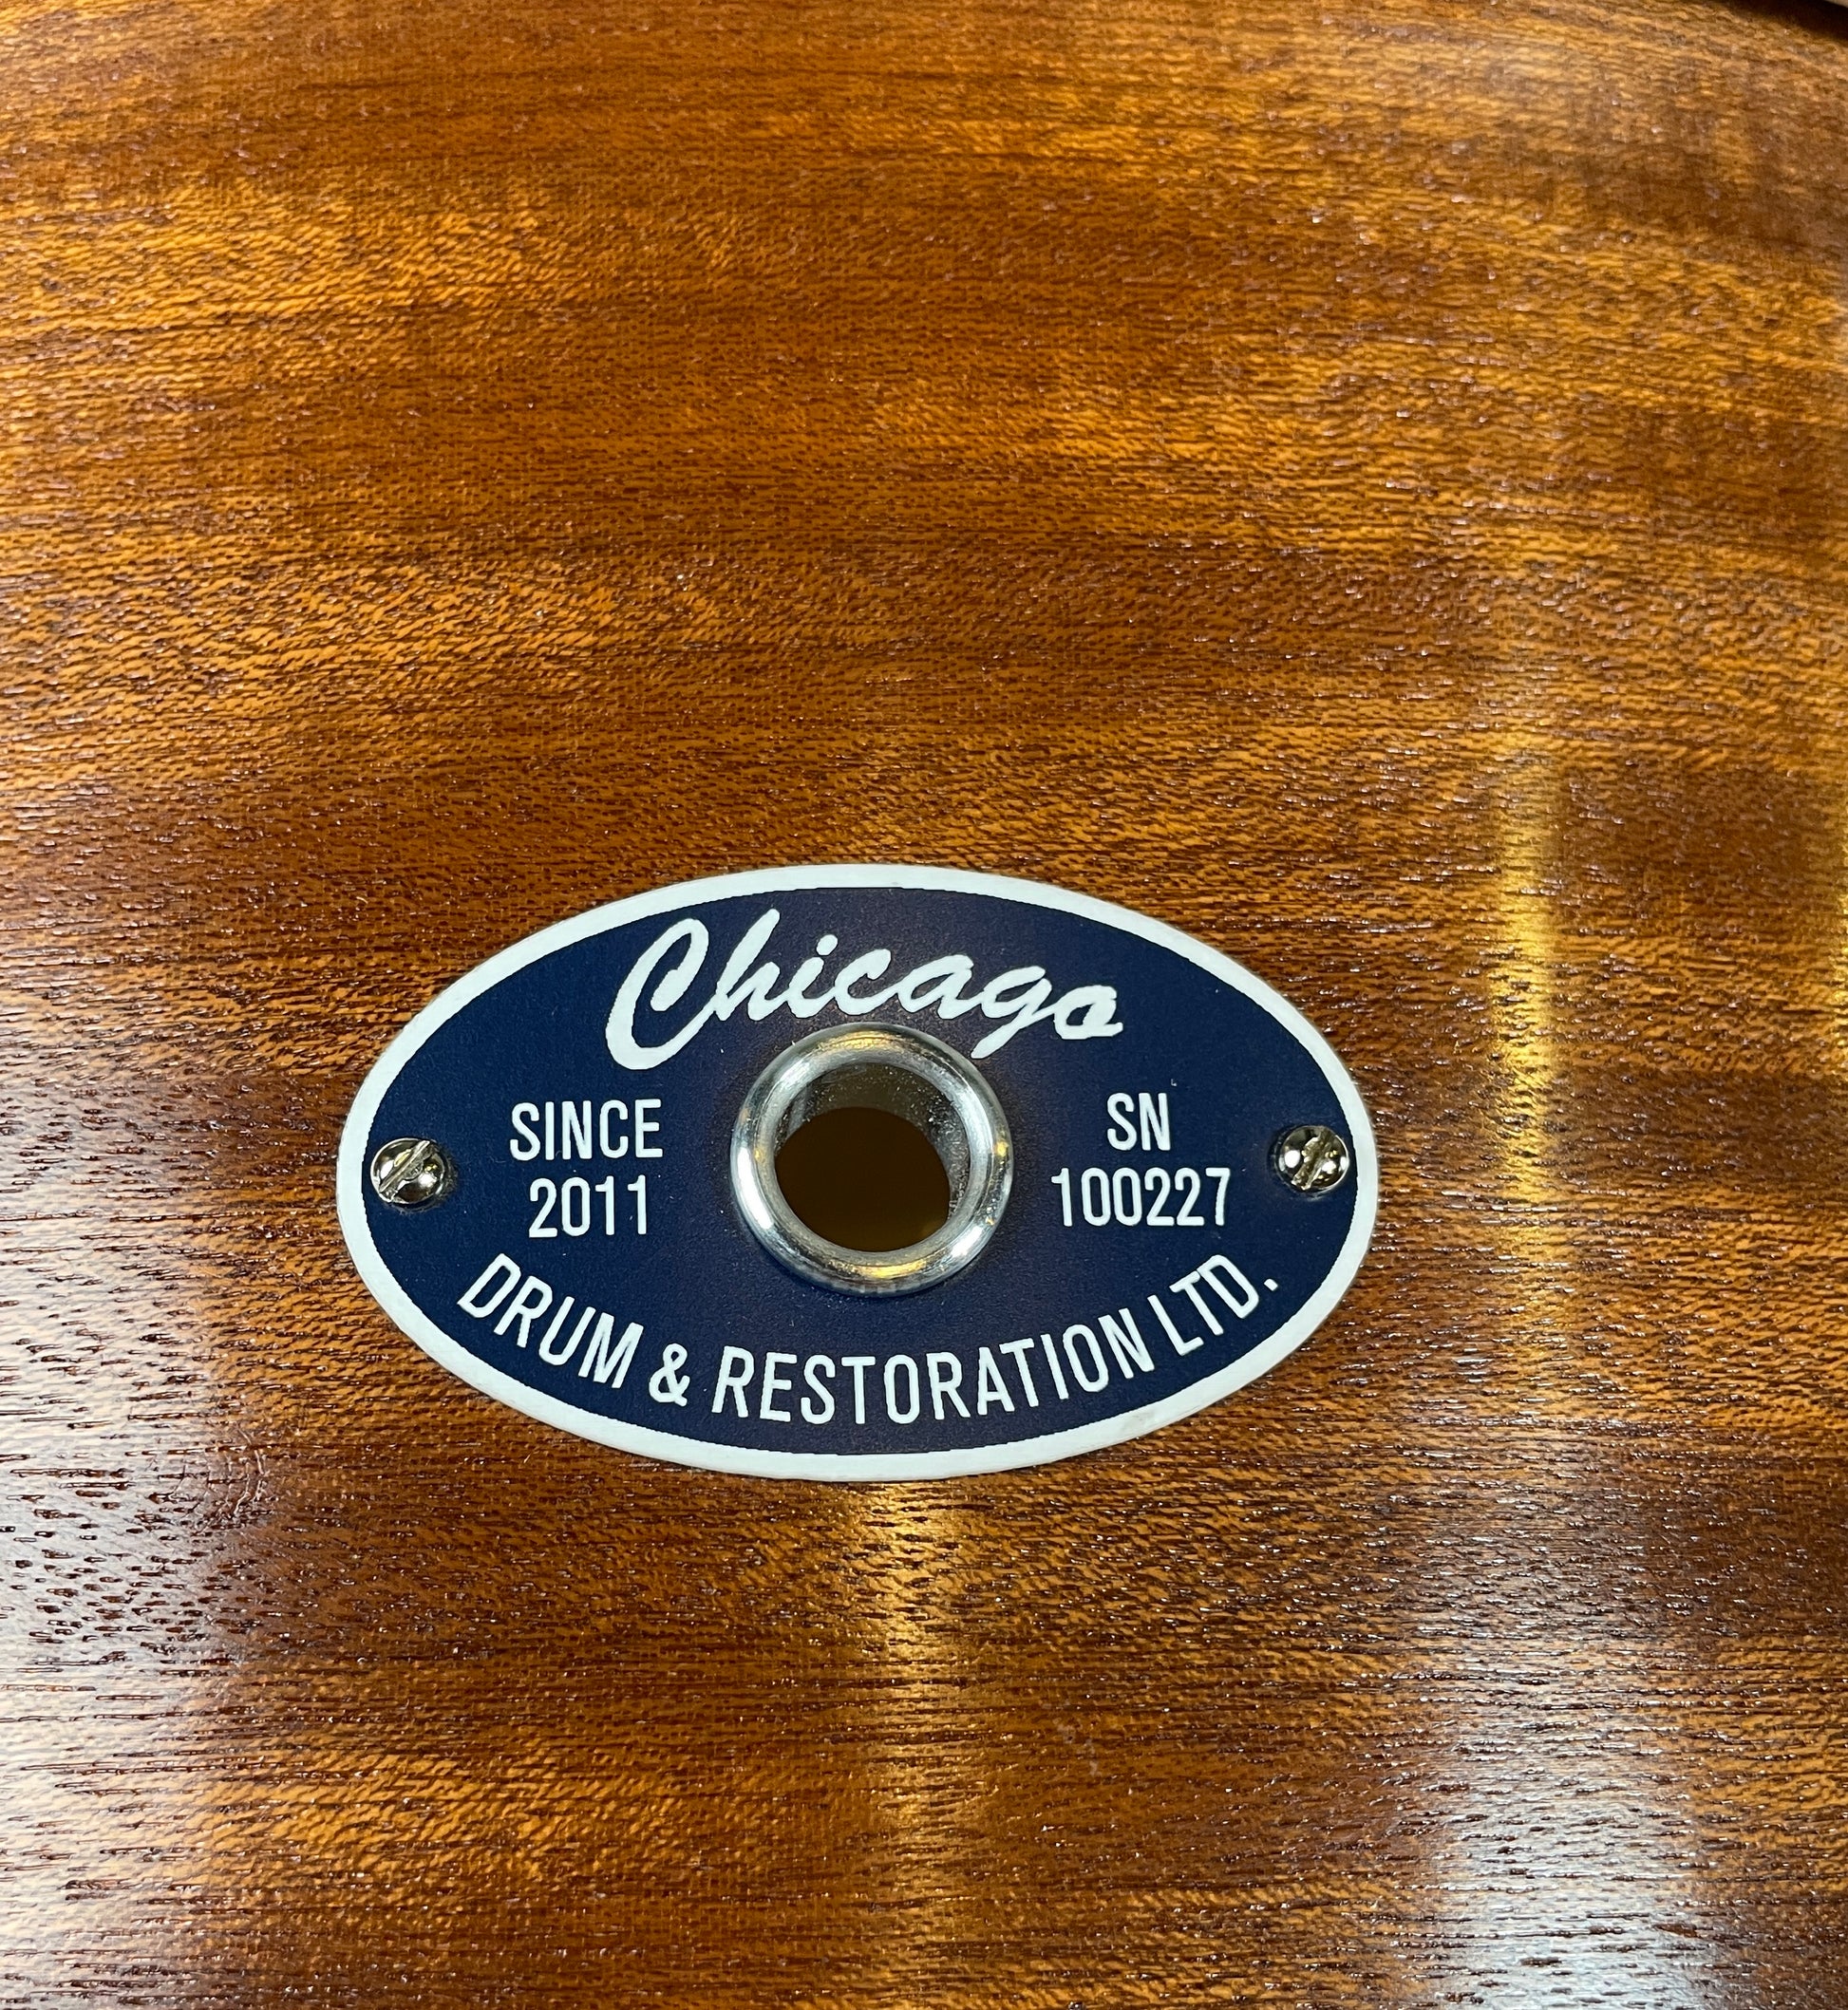 Chicago
SINCE
2011
SN
100227
DRUM & RESTORATION LTD.